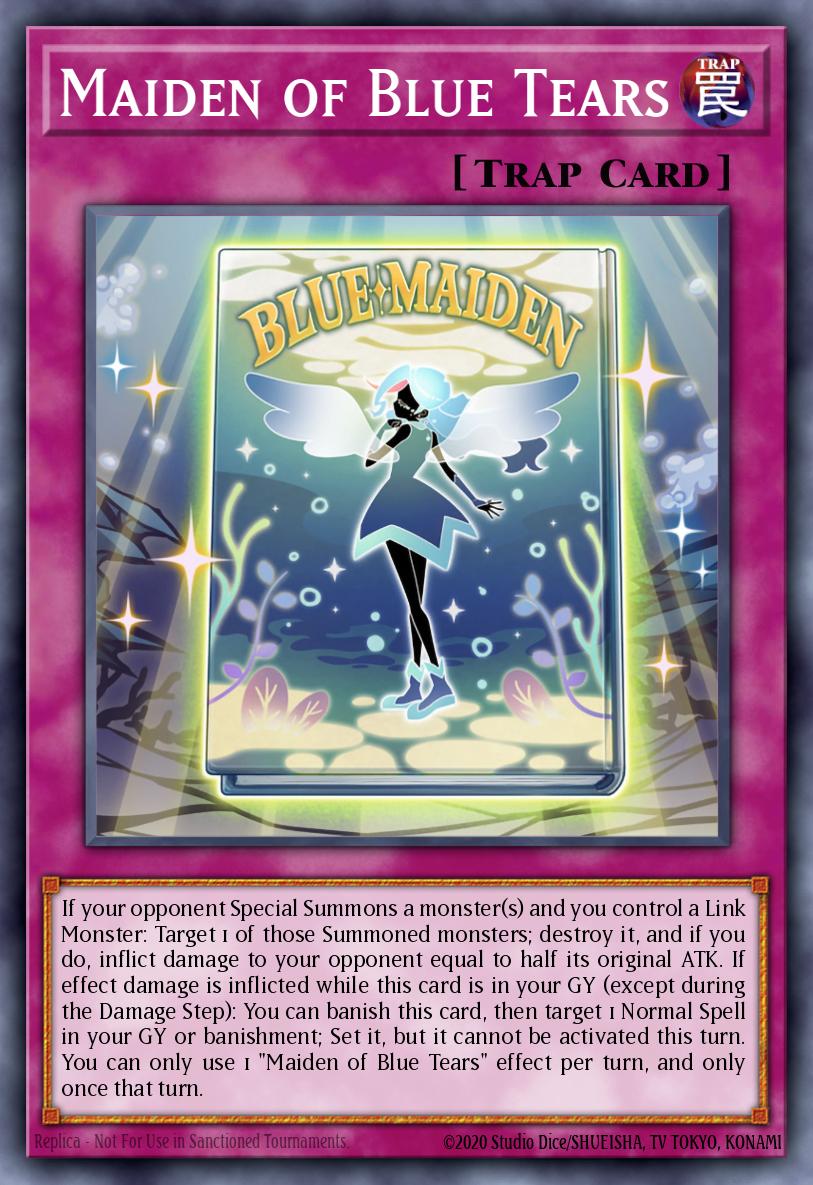 Maiden of Blue Tears
TRAP
罠
[Trap Card]
BLUE MAIDEN
If your opponent Special Summons a monster(s) and you control a Link
Monster: Target 1 of those Summoned monsters; destroy it, and if you
do, inflict damage to your opponent equal to half its original ATK. If
effect damage is inflicted while this card is in your GY (except during
the Damage Step): You can banish this card, then target 1 Normal Spell
in your GY or banishment; Set it, but it cannot be activated this turn.
You can only use 1 "Maiden of Blue Tears" effect per turn, and only
once that turn.
Replica - Not For Use in Sanctioned Tournaments.
©2020 Studio Dice/SHUEISHA, TV TOKYO, KONAMI